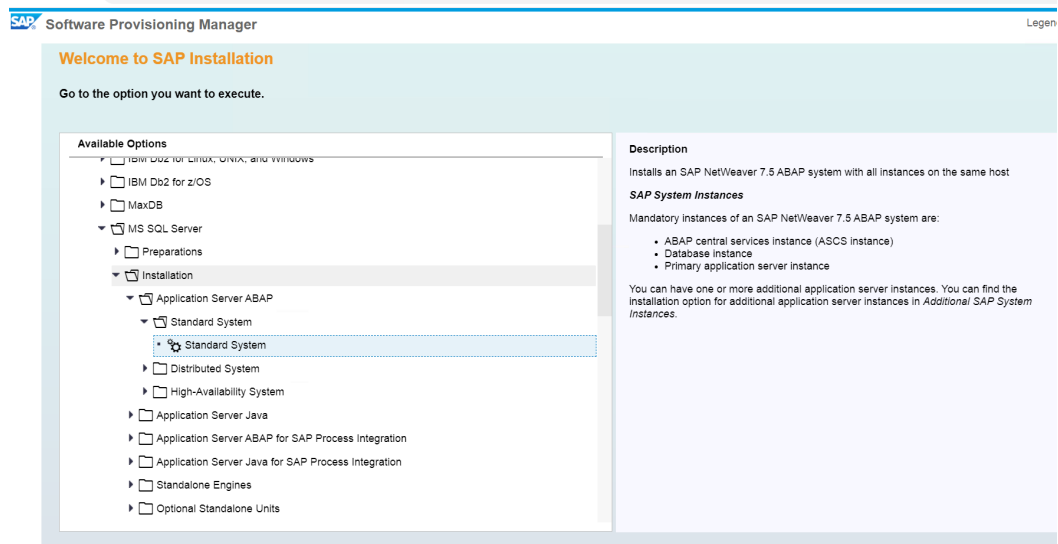 SAP Software Provisioning Manager
Legen
Welcome to SAP Installation
Go to the option you want to execute.
Available Options
IBM Db2 for Linux, UNIX, and Windows
IBM Db2 for z/OS
MaxDB
MS SQL Server
Preparations
Installation
Application Server ABAP
Standard System
Standard System
Distributed System
High-Availability System
Application Server Java
Application Server ABAP for SAP Process Integration
Application Server Java for SAP Process Integration
Standalone Engines
Optional Standalone Units
Description
Installs an SAP NetWeaver 7.5 ABAP system with all instances on the same host
SAP System Instances
Mandatory instances of an SAP NetWeaver 7.5 ABAP system are:
• ABAP central services instance (ASCS instance)
• Database instance
• Primary application server instance
You can have one or more additional application server instances. You can find the
installation option for additional application server instances in Additional SAP System
Instances.